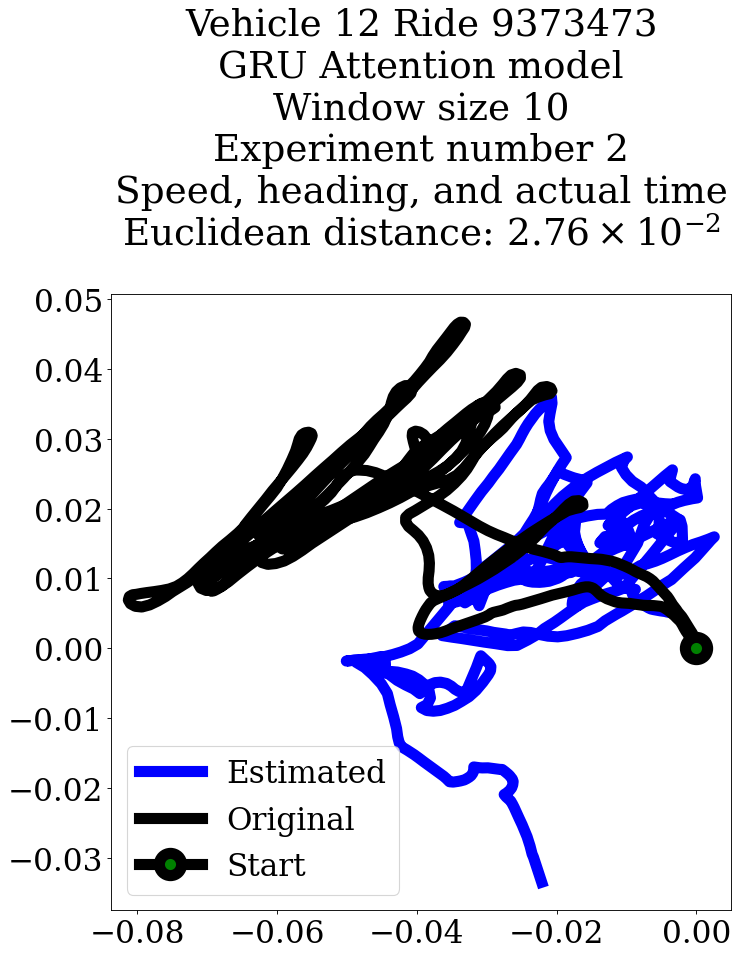 Vehicle 12 Ride 9373473
GRU Attention model
Window size 10
Experiment number 2
Speed, heading, and actual time
Euclidean distance: 2.76 × 10⁻²
0.05
0.04
0.03
0.02
0.01
0.00
−0.01
−0.02
−0.03
Estimated
Original
Start
−0.08 −0.06 −0.04 −0.02 0.00